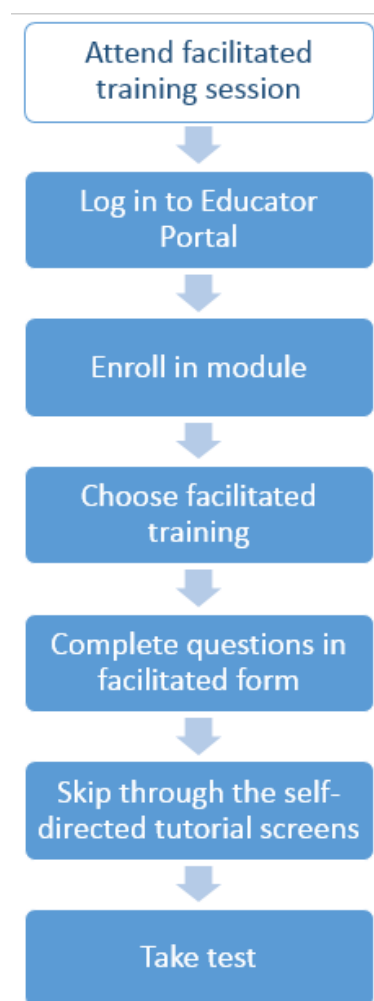 Attend facilitated
training session
Log in to Educator
Portal
Enroll in module
Choose facilitated
training
Complete questions in
facilitated form
Skip through the self-
directed tutorial screens
Take test